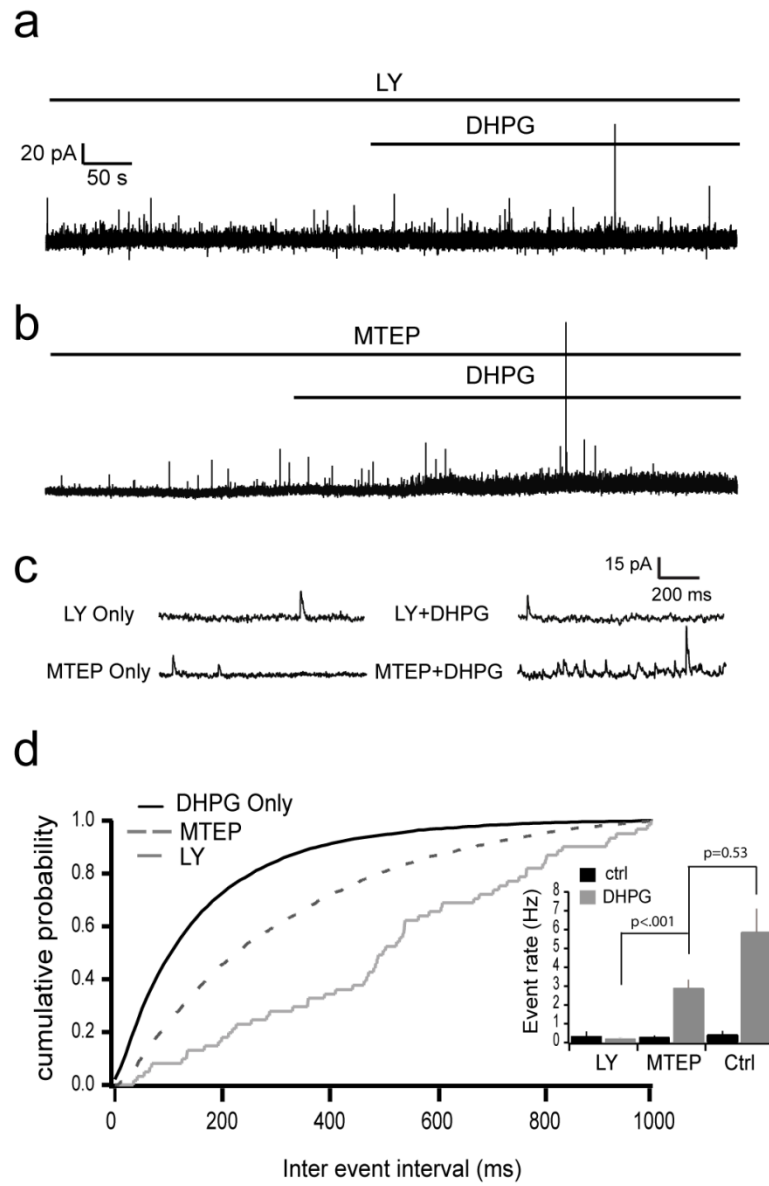 a
LY
DHPG
20 pA
50 s
b
MTEP
DHPG
c
15 pA
200 ms
LY Only
LY+DHPG
MTEP Only
MTEP+DHPG
d
DHPG Only
MTEP
LY
cumulative probability
1.0
0.8
0.6
0.4
0.2
0.0
0
200
400
600
800
1000
Inter event interval (ms)
ctrl
DHPG
p=0.53
p<.001
Event rate (Hz)
8
7
6
5
4
3
2
1
0
LY
MTEP
Ctrl